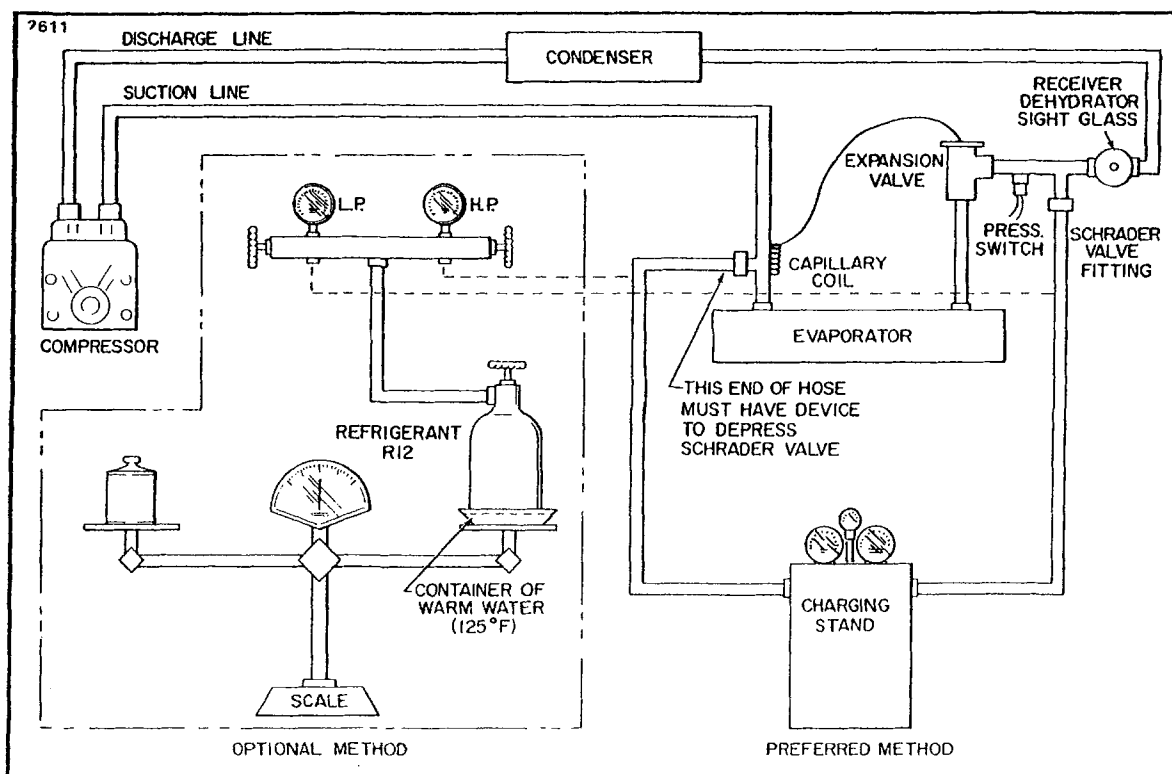 ?611
DISCHARGE LINE
CONDENSER
SUCTION LINE
RECEIVER
DEHYDRATOR
SIGHT GLASS
EXPANSION
VALVE
L.P.
H.P.
PRESS.
SWITCH
SCHRADER
VALVE
FITTING
CAPILLARY
COIL
COMPRESSOR
EVAPORATOR
THIS END OF HOSE
MUST HAVE DEVICE
TO DEPRESS
SCHRADER VALVE
REFRIGERANT
R12
CONTAINER OF
WARM WATER
(125°F)
CHARGING
STAND
SCALE
OPTIONAL METHOD
PREFERRED METHOD